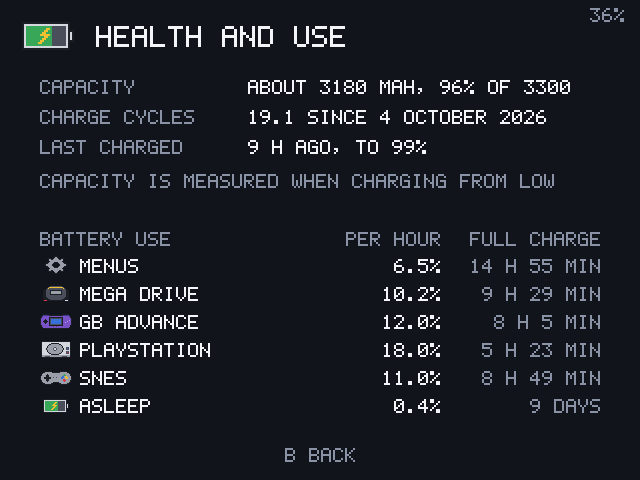 36%
HEALTH AND USE
CAPACITY ABOUT 3180 MAH, 96% OF 3300
CHARGE CYCLES 19.1 SINCE 4 OCTOBER 2026
LAST CHARGED 9 H AGO, TO 99%
CAPACITY IS MEASURED WHEN CHARGING FROM LOW
BATTERY USE PER HOUR FULL CHARGE
MENUS 6.5% 14 H 55 MIN
MEGA DRIVE 10.2% 9 H 29 MIN
GB ADVANCE 12.0% 8 H 5 MIN
PLAYSTATION 18.0% 5 H 23 MIN
SNES 11.0% 8 H 49 MIN
ASLEEP 0.4% 9 DAYS
B BACK